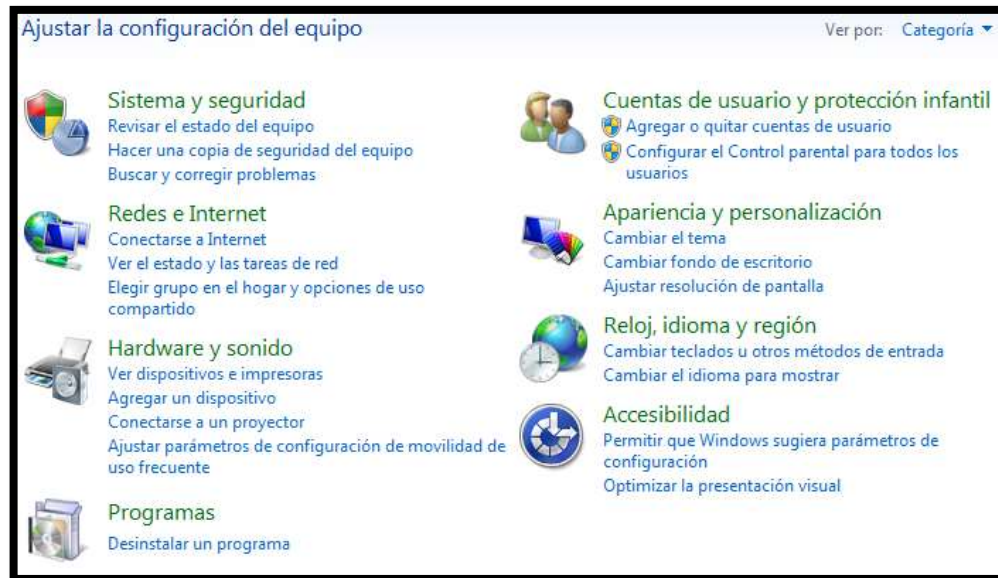 Ajustar la configuración del equipo
Ver por: Categoría
Sistema y seguridad
Revisar el estado del equipo
Hacer una copia de seguridad del equipo
Buscar y corregir problemas
Redes e Internet
Conectarse a Internet
Ver el estado y las tareas de red
Elegir grupo en el hogar y opciones de uso
compartido
Hardware y sonido
Ver dispositivos e impresoras
Agregar un dispositivo
Conectarse a un proyector
Ajustar parámetros de configuración de movilidad de
uso frecuente
Programas
Desinstalar un programa
Cuentas de usuario y protección infantil
Agregar o quitar cuentas de usuario
Configurar el Control parental para todos los
usuarios
Apariencia y personalización
Cambiar el tema
Cambiar fondo de escritorio
Ajustar resolución de pantalla
Reloj, idioma y región
Cambiar teclados u otros métodos de entrada
Cambiar el idioma para mostrar
Accesibilidad
Permitir que Windows sugiera parámetros de
configuración
Optimizar la presentación visual